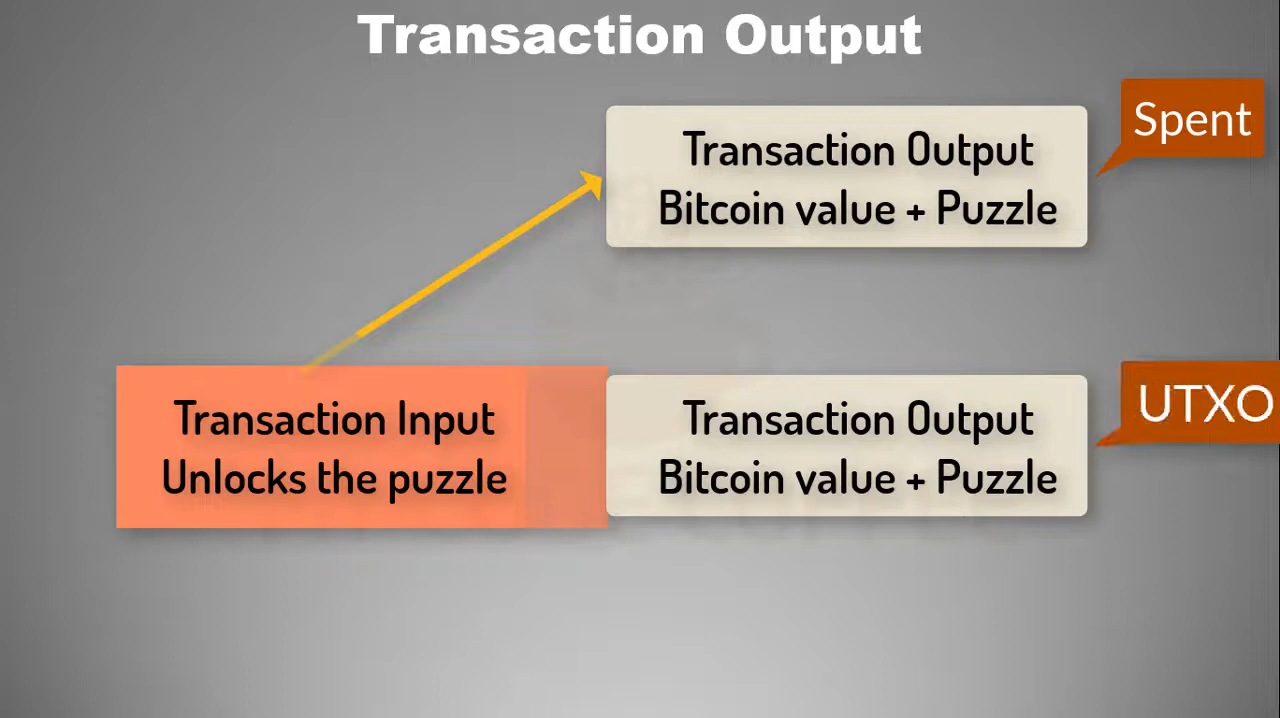 Transaction Output
Transaction Output
Bitcoin value + Puzzle
Spent
Transaction Input
Unlocks the puzzle
Transaction Output
Bitcoin value + Puzzle
UTXO